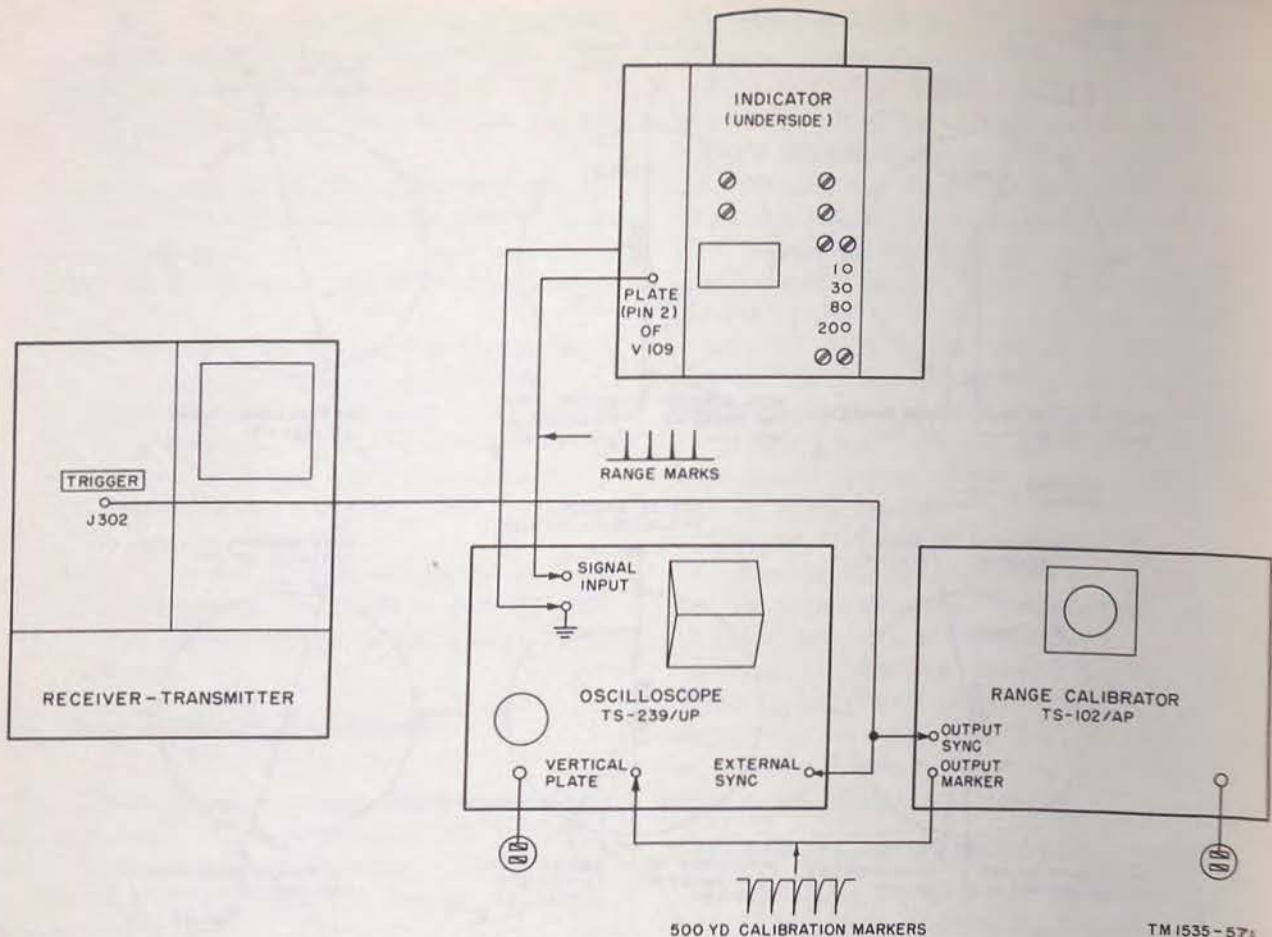 INDICATOR
(UNDERSIDE)
10
30
80
200
PLATE
(PIN 2)
OF
V 109
TRIGGER
J302
RANGE MARKS
RECEIVER-TRANSMITTER
SIGNAL
INPUT
OSCILLOSCOPE
TS-239/UP
VERTICAL
PLATE
EXTERNAL
SYNC
RANGE CALIBRATOR
TS-102/AP
OUTPUT
SYNC
OUTPUT
MARKER
500 YD CALIBRATION MARKERS
TM 1535-57